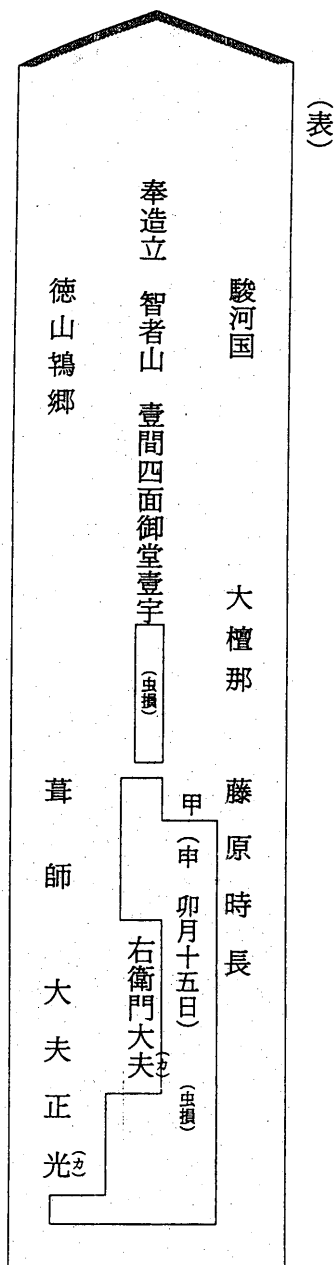 (表)
駿河国　大檀那　藤原時長
甲(申　卯月十五日)(虫損)
奉造立　智者山　壹間四面御堂壹宇(虫損)
右衛門大夫(カ)
徳山鴇郷　葺師　大夫正光(カ)